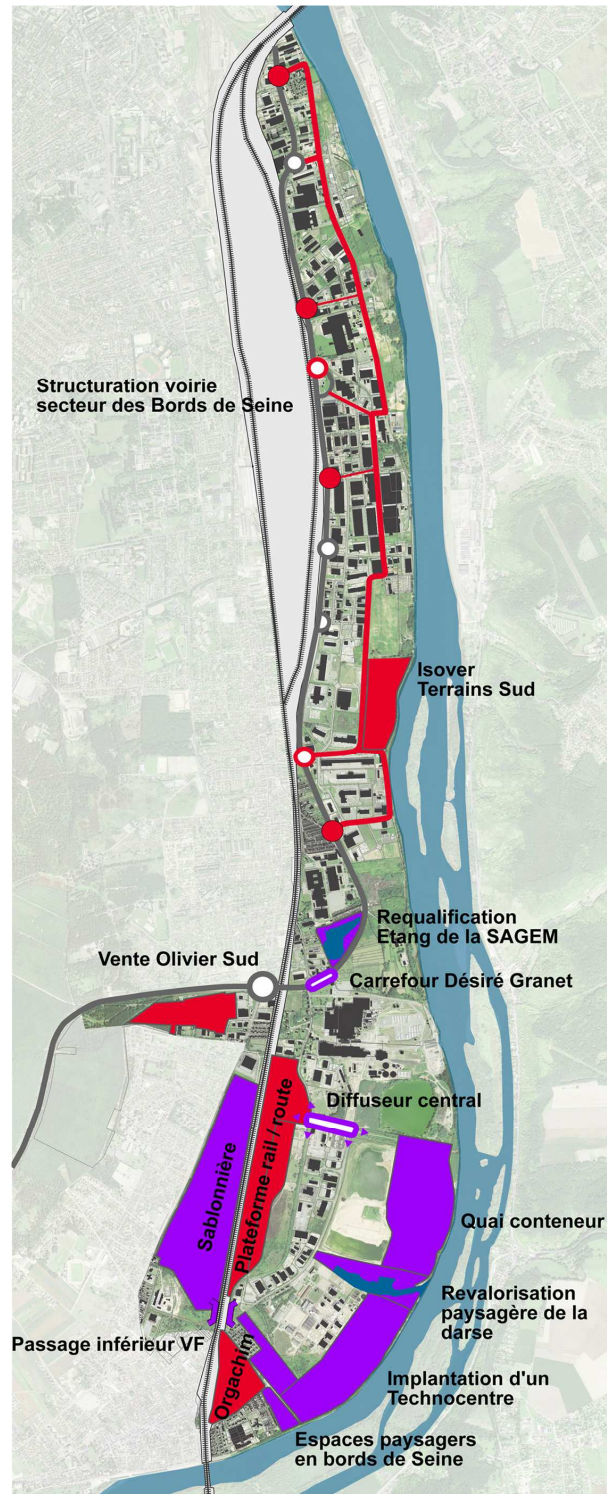 Structuration voirie
secteur des Bords de Seine
Isover
Terrains Sud
Requalification
Etang de la SAGEM
Vente Olivier Sud
Carrefour Désiré Granet
Diffuseur central
Sablonnière
Plateforme rail / route
Quai conteneur
Revalorisation
paysagère de la
darse
Passage inférieur VF
Orgachim
Implantation d'un
Technocentre
Espaces paysagers
en bords de Seine